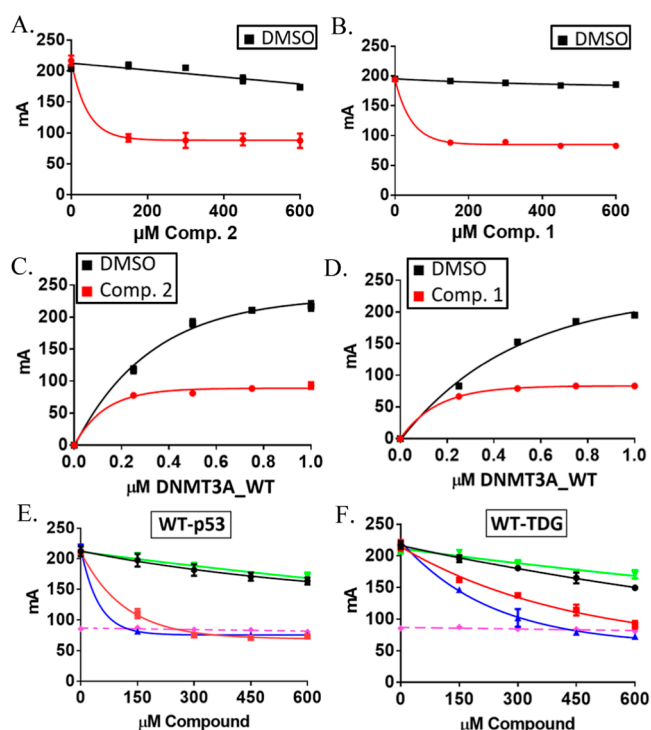 A.
B.
DMSO
DMSO
mA
250
200
150
100
50
0
0
200
400
600
µM Comp. 2
mA
250
200
150
100
50
0
0
200
400
600
µM Comp. 1
C.
D.
DMSO
Comp. 2
DMSO
Comp. 1
mA
200
150
100
50
0
0.0
0.2
0.4
0.6
0.8
1.0
µM DNMT3A_WT
mA
250
200
150
100
50
0
0.0
0.2
0.4
0.6
0.8
1.0
µM DNMT3A_WT
E.
WT-p53
F.
WT-TDG
mA
250
200
150
100
50
0
0
150
300
450
600
µM Compound
mA
250
200
150
100
50
0
0
150
300
450
600
µM Compound